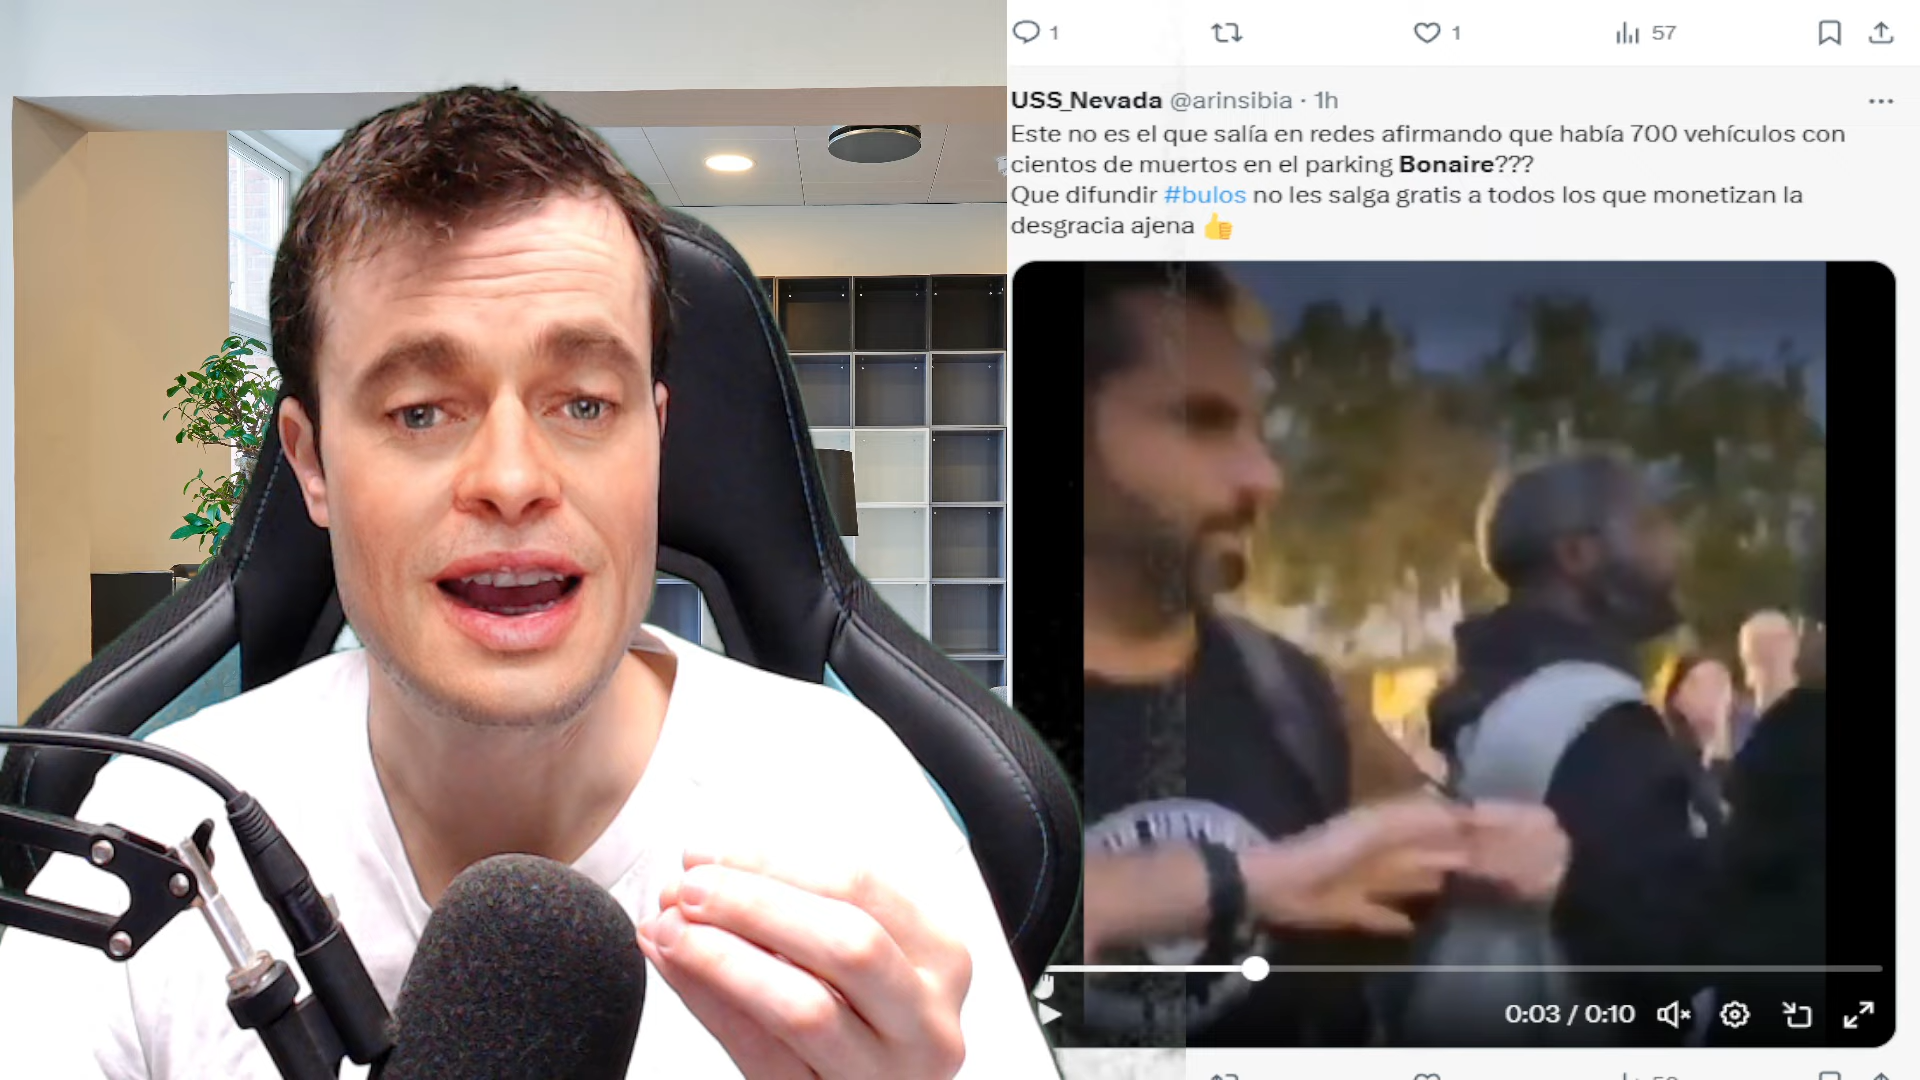 1 1 57
USS_Nevada @arinsibia · 1h
Este no es el que salía en redes afirmando que había 700 vehículos con
cientos de muertos en el parking Bonaire???
Que difundir #bulos no les salga gratis a todos los que monetizan la
desgracia ajena 👍
0:03 / 0:10